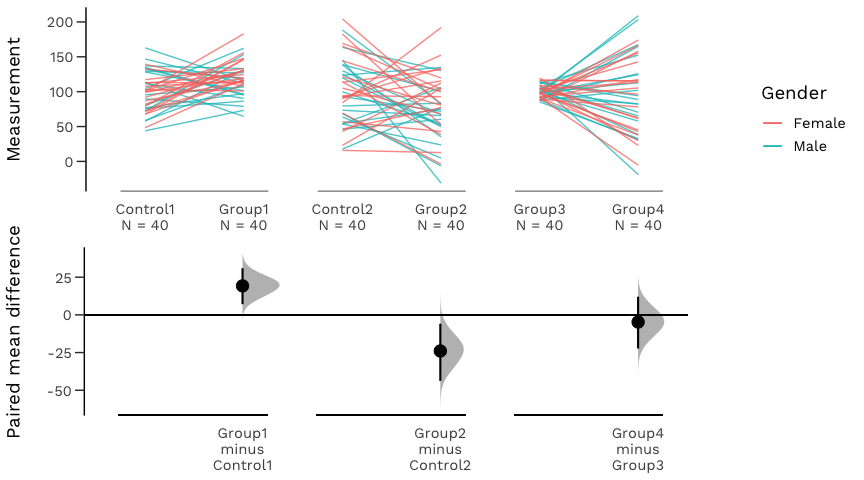 Measurement
200
150
100
50
0
Control1
N = 40
Group1
N = 40
Control2
N = 40
Group2
N = 40
Group3
N = 40
Group4
N = 40
Gender
Female
Male
Paired mean difference
25
0
-25
-50
Group1
minus
Control1
Group2
minus
Control2
Group4
minus
Group3